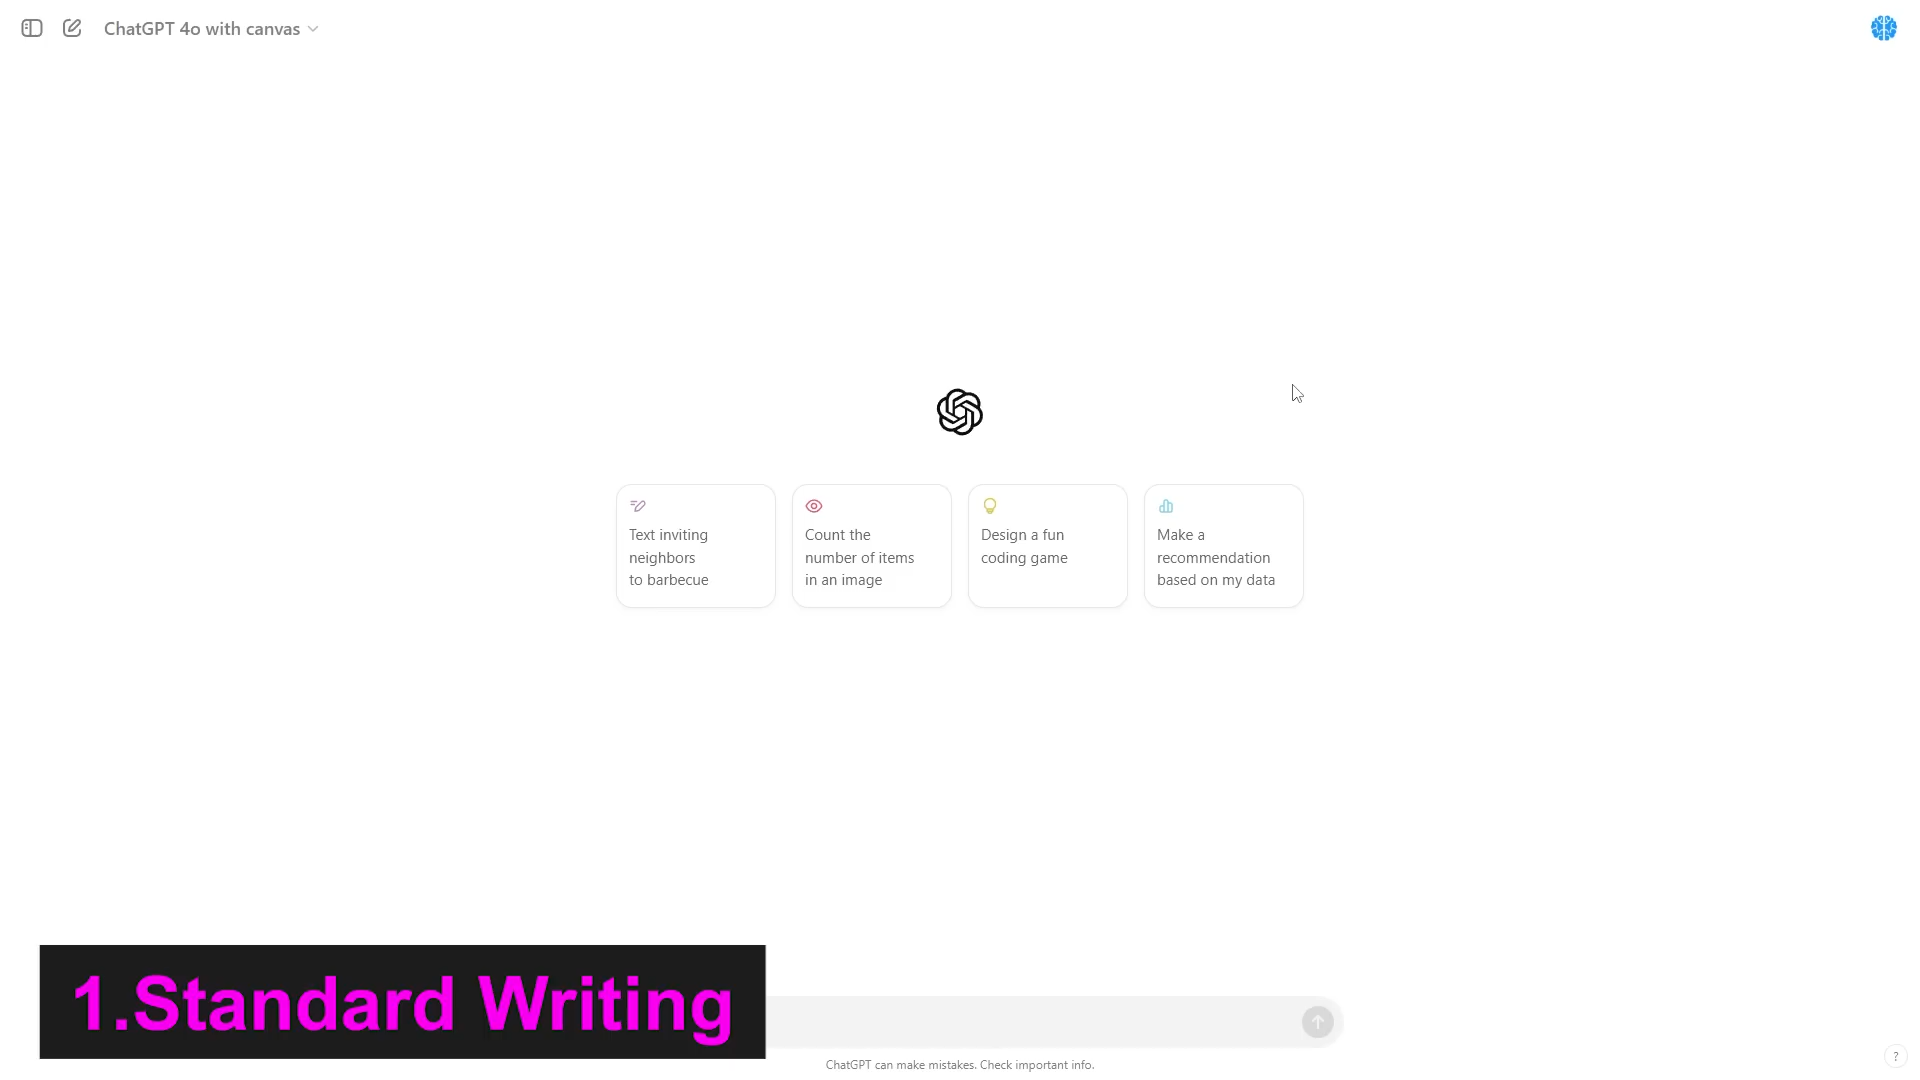 ChatGPT 4o with canvas
Text inviting
neighbors
to barbecue
Count the
number of items
in an image
Design a fun
coding game
Make a
recommendation
based on my data
1.Standard Writing
ChatGPT can make mistakes. Check important info.
?